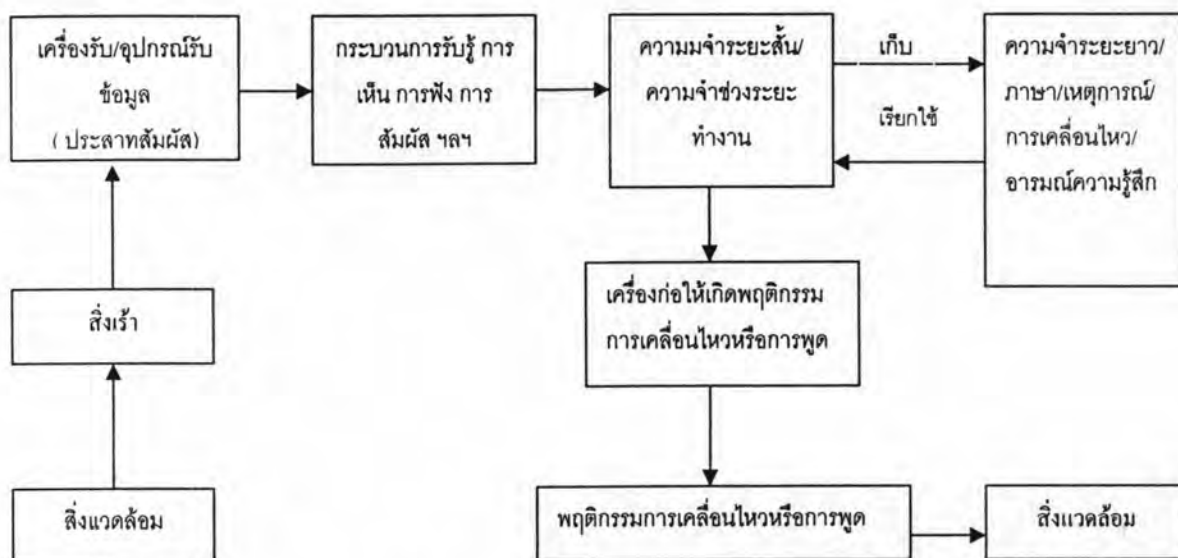 เครื่องรับ/อุปกรณ์รับ
ข้อมูล
( ประสาทสัมผัส)
กระบวนการรับรู้ การ
เห็น การฟัง การ
สัมผัส ฯลฯ
ความมจำระยะสั้น/
ความจำช่วงระยะ
ทำงาน
เก็บ
เรียกใช้
ความจำระยะยาว/
ภาษา/เหตุการณ์/
การเคลื่อนไหว/
อารมณ์ความรู้สึก
สิ่งเร้า
เครื่องก่อให้เกิดพฤติกรรม
การเคลื่อนไหวหรือการพูด
สิ่งแวดล้อม
พฤติกรรมการเคลื่อนไหวหรือการพูด
สิ่งแวดล้อม